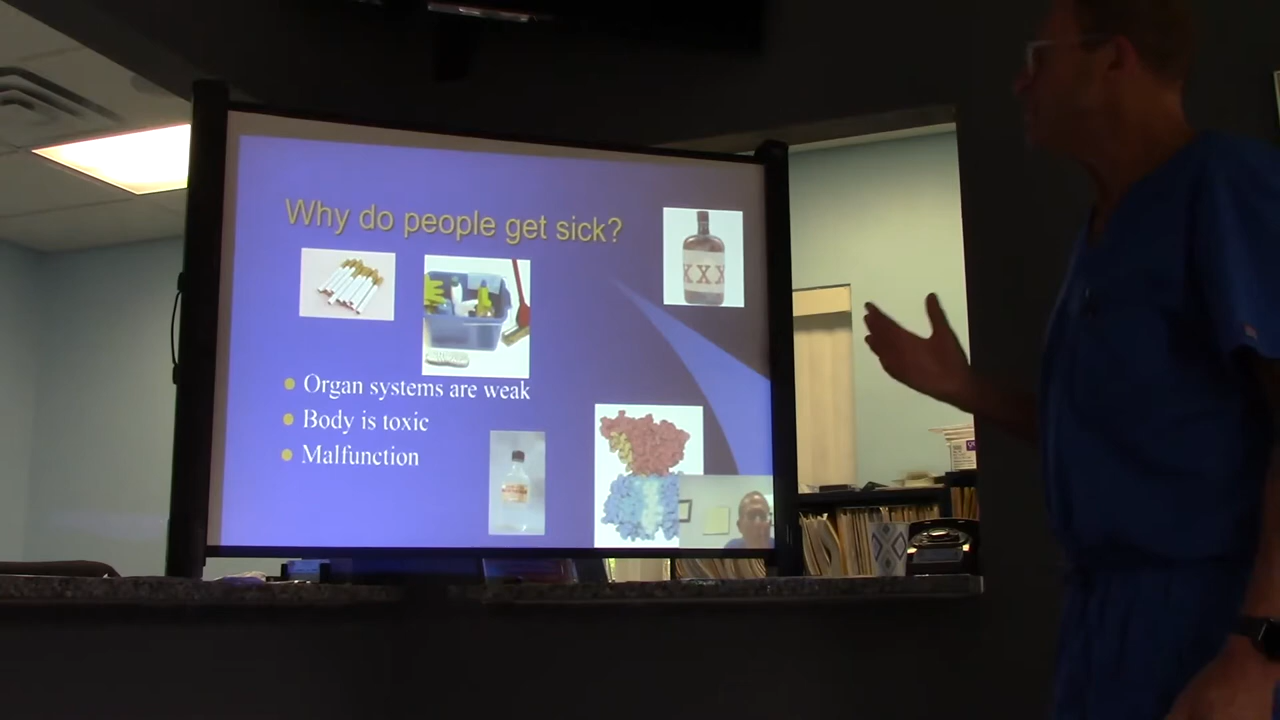 Why do people get sick?
XXX
Organ systems are weak
Body is toxic
Malfunction